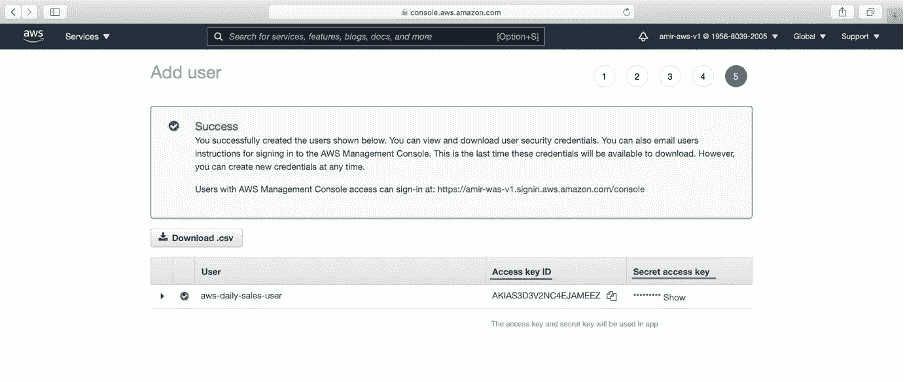 console.aws.amazon.com
aws Services Search for services, features, blogs, docs, and more [Option+S] amir-aws-v1 @ 1956-8039-2005 Global Support
Add user 1 2 3 4 5
Success
You successfully created the users shown below. You can view and download user security credentials. You can also email users
instructions for signing in to the AWS Management Console. This is the last time these credentials will be available to download. However,
you can create new credentials at any time.
Users with AWS Management Console access can sign-in at: https://amir-was-v1.signin.aws.amazon.com/console
Download .csv
User Access key ID Secret access key
aws-daily-sales-user AKIAS3D3V2NC4EJAMEEZ ********* Show
The access key and secret key will be used in app